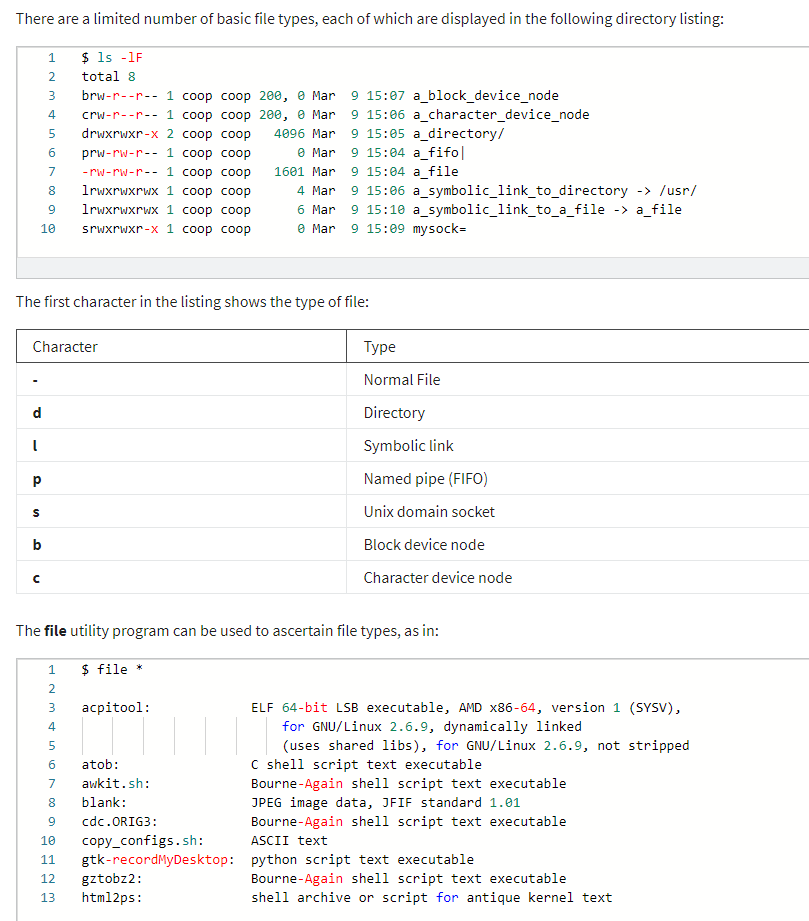 There are a limited number of basic file types, each of which are displayed in the following directory listing:
1 $ ls -lF
2 total 8
3 brw-r--r-- 1 coop coop 200, 0 Mar  9 15:07 a_block_device_node
4 crw-r--r-- 1 coop coop 200, 0 Mar  9 15:06 a_character_device_node
5 drwxrwxr-x 2 coop coop   4096 Mar  9 15:05 a_directory/
6 prw-rw-r-- 1 coop coop      0 Mar  9 15:04 a_fifo|
7 -rw-rw-r-- 1 coop coop   1601 Mar  9 15:04 a_file
8 lrwxrwxrwx 1 coop coop      4 Mar  9 15:06 a_symbolic_link_to_directory -> /usr/
9 lrwxrwxrwx 1 coop coop      6 Mar  9 15:10 a_symbolic_link_to_a_file -> a_file
10 srwxrwxr-x 1 coop coop      0 Mar  9 15:09 mysock=
The first character in the listing shows the type of file:
Character Type
- Normal File
d Directory
l Symbolic link
p Named pipe (FIFO)
s Unix domain socket
b Block device node
c Character device node
The file utility program can be used to ascertain file types, as in:
1 $ file *
2
3 acpitool: ELF 64-bit LSB executable, AMD x86-64, version 1 (SYSV),
4 for GNU/Linux 2.6.9, dynamically linked
5 (uses shared libs), for GNU/Linux 2.6.9, not stripped
6 atob: C shell script text executable
7 awkit.sh: Bourne-Again shell script text executable
8 blank: JPEG image data, JFIF standard 1.01
9 cdc.ORIG3: Bourne-Again shell script text executable
10 copy_configs.sh: ASCII text
11 gtk-recordMyDesktop: python script text executable
12 gztobz2: Bourne-Again shell script text executable
13 html2ps: shell archive or script for antique kernel text